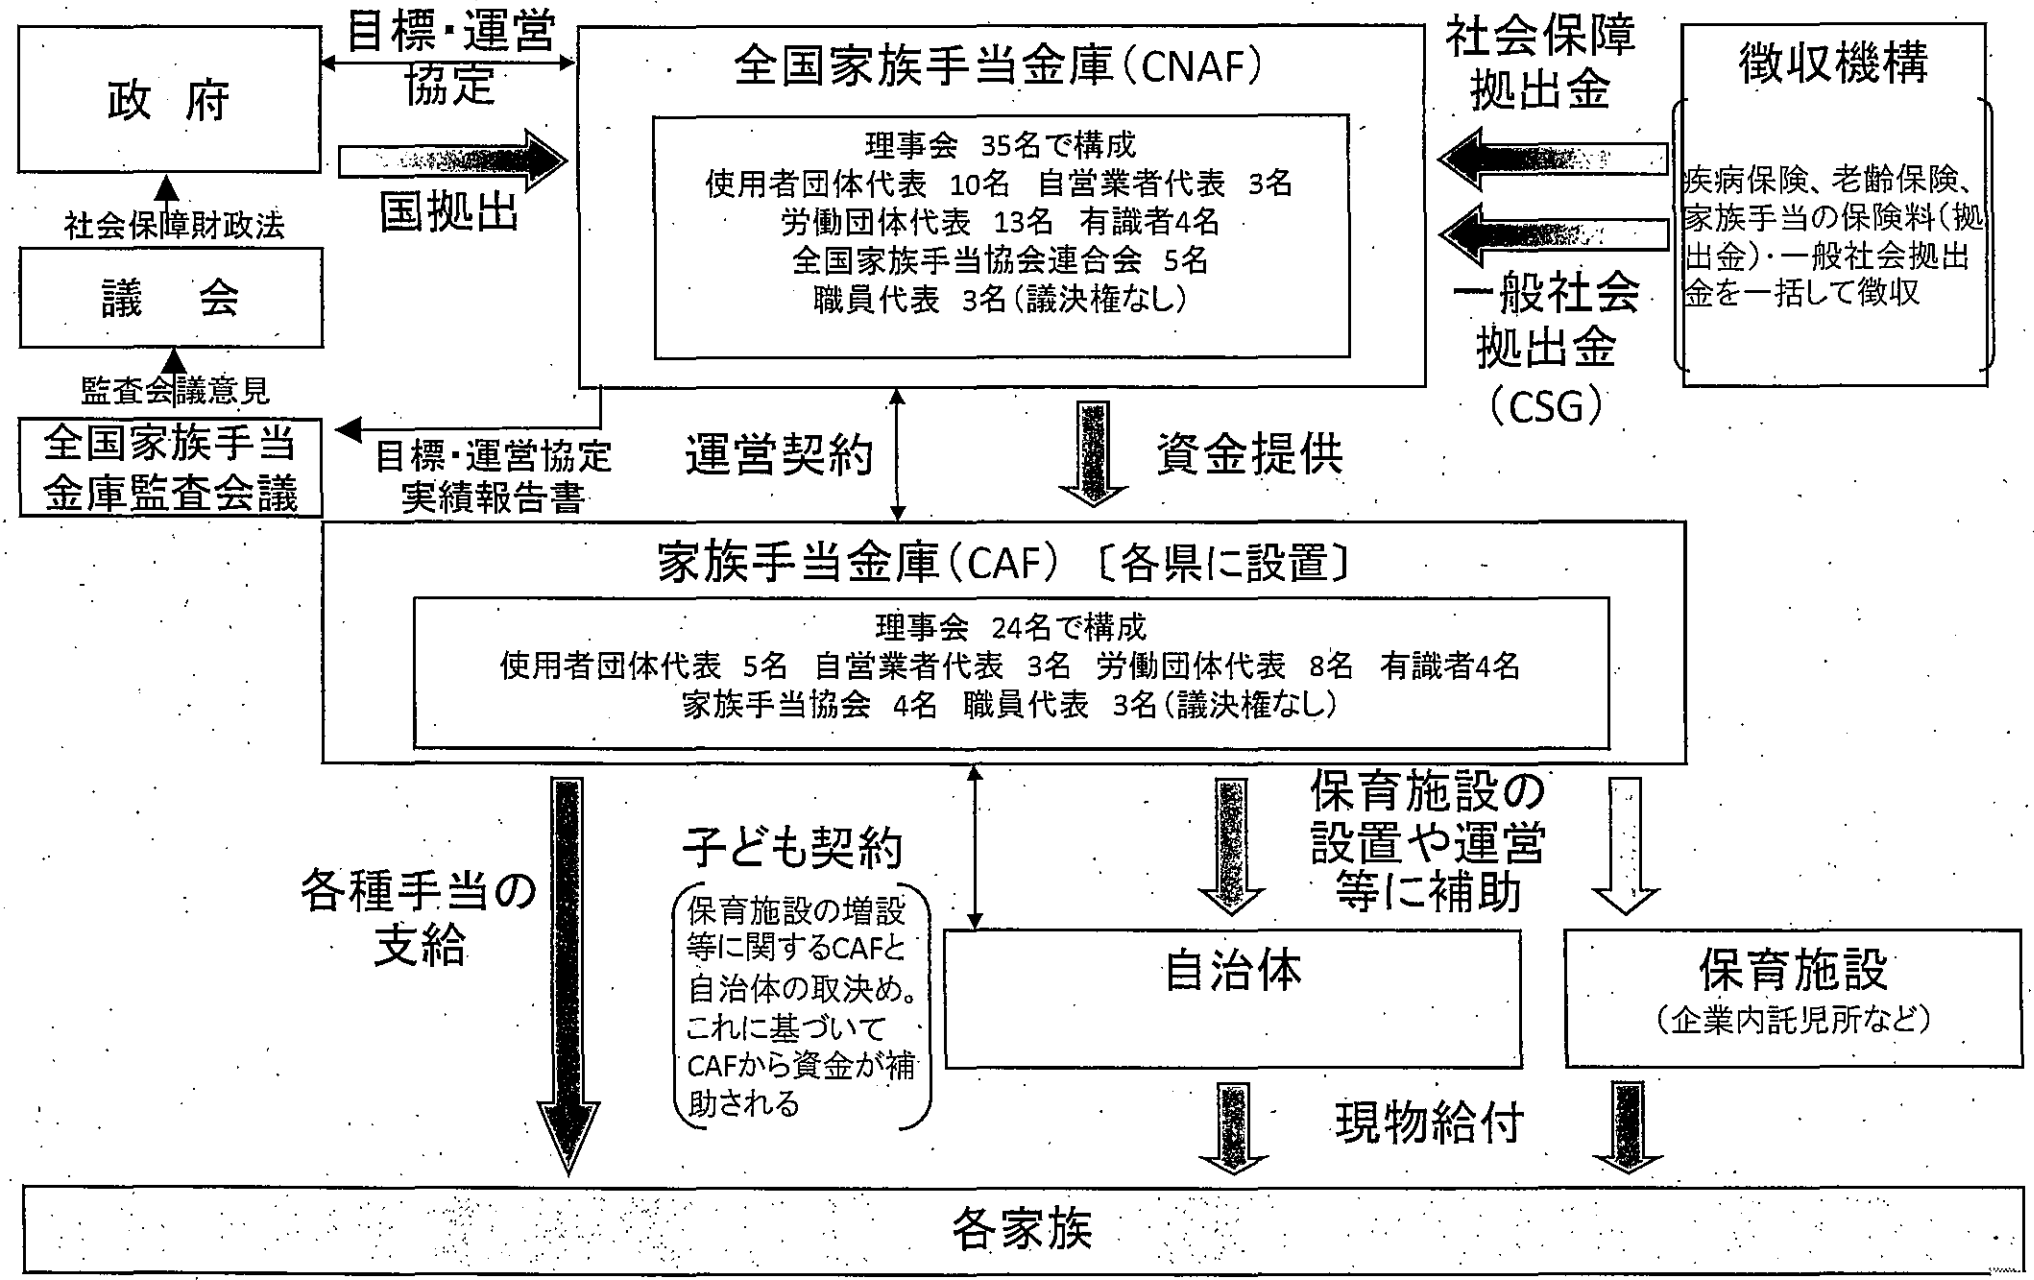 政 府
目標・運営
協定
国拠出
社会保障財政法
議 会
監査会議意見
全国家族手当
金庫監査会議
目標・運営協定
実績報告書
全国家族手当金庫(CNAF)
理事会 35名で構成
使用者団体代表 10名 自営業者代表 3名
労働団体代表 13名 有識者4名
全国家族手当協会連合会 5名
職員代表 3名(議決権なし)
社会保障
拠出金
一般社会
拠出金
(CSG)
徴収機構
疾病保険、老齢保険、
家族手当の保険料(拠
出金)・一般社会拠出
金を一括して徴収
運営契約
資金提供
家族手当金庫(CAF)〔各県に設置〕
理事会 24名で構成
使用者団体代表 5名 自営業者代表 3名 労働団体代表 8名 有識者4名
家族手当協会 4名 職員代表 3名(議決権なし)
各種手当の
支給
子ども契約
保育施設の増設
等に関するCAFと
自治体の取決め。
これに基づいて
CAFから資金が補
助される
保育施設の
設置や運営
等に補助
自治体
保育施設
(企業内託児所など)
現物給付
各家族